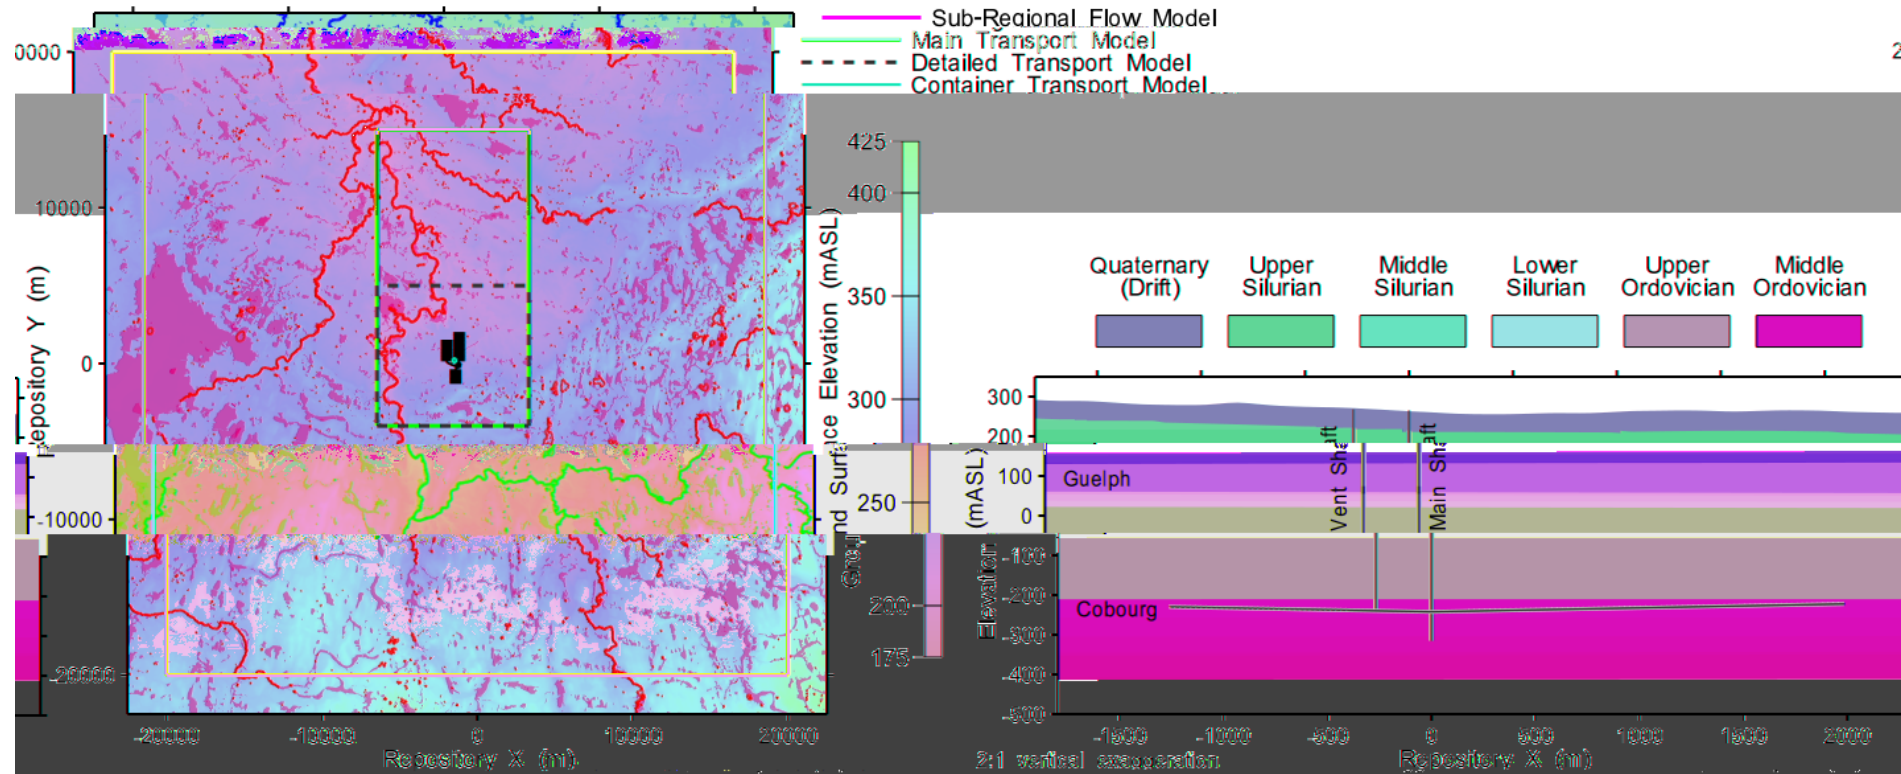 Sub-Regional Flow Model
Main Transport Model
Detailed Transport Model
Container Transport Model
0000
10000
0
-10000
-20000
Repository Y (m)
-20000
-10000
0
10000
20000
Repository X (m)
425
400
350
300
250
200
175
Elevation (mASL)
Quaternary
(Drift)
Upper
Silurian
Middle
Silurian
Lower
Silurian
Upper
Ordovician
Middle
Ordovician
300
200
100
0
-100
-200
-300
-400
-500
Elevation (mASL)
Guelph
Cobourg
Vent Shaft
Main Shaft
-1500
-1000
-500
0
500
1000
1500
2000
2:1 vertical exaggeration
Repository X (m)